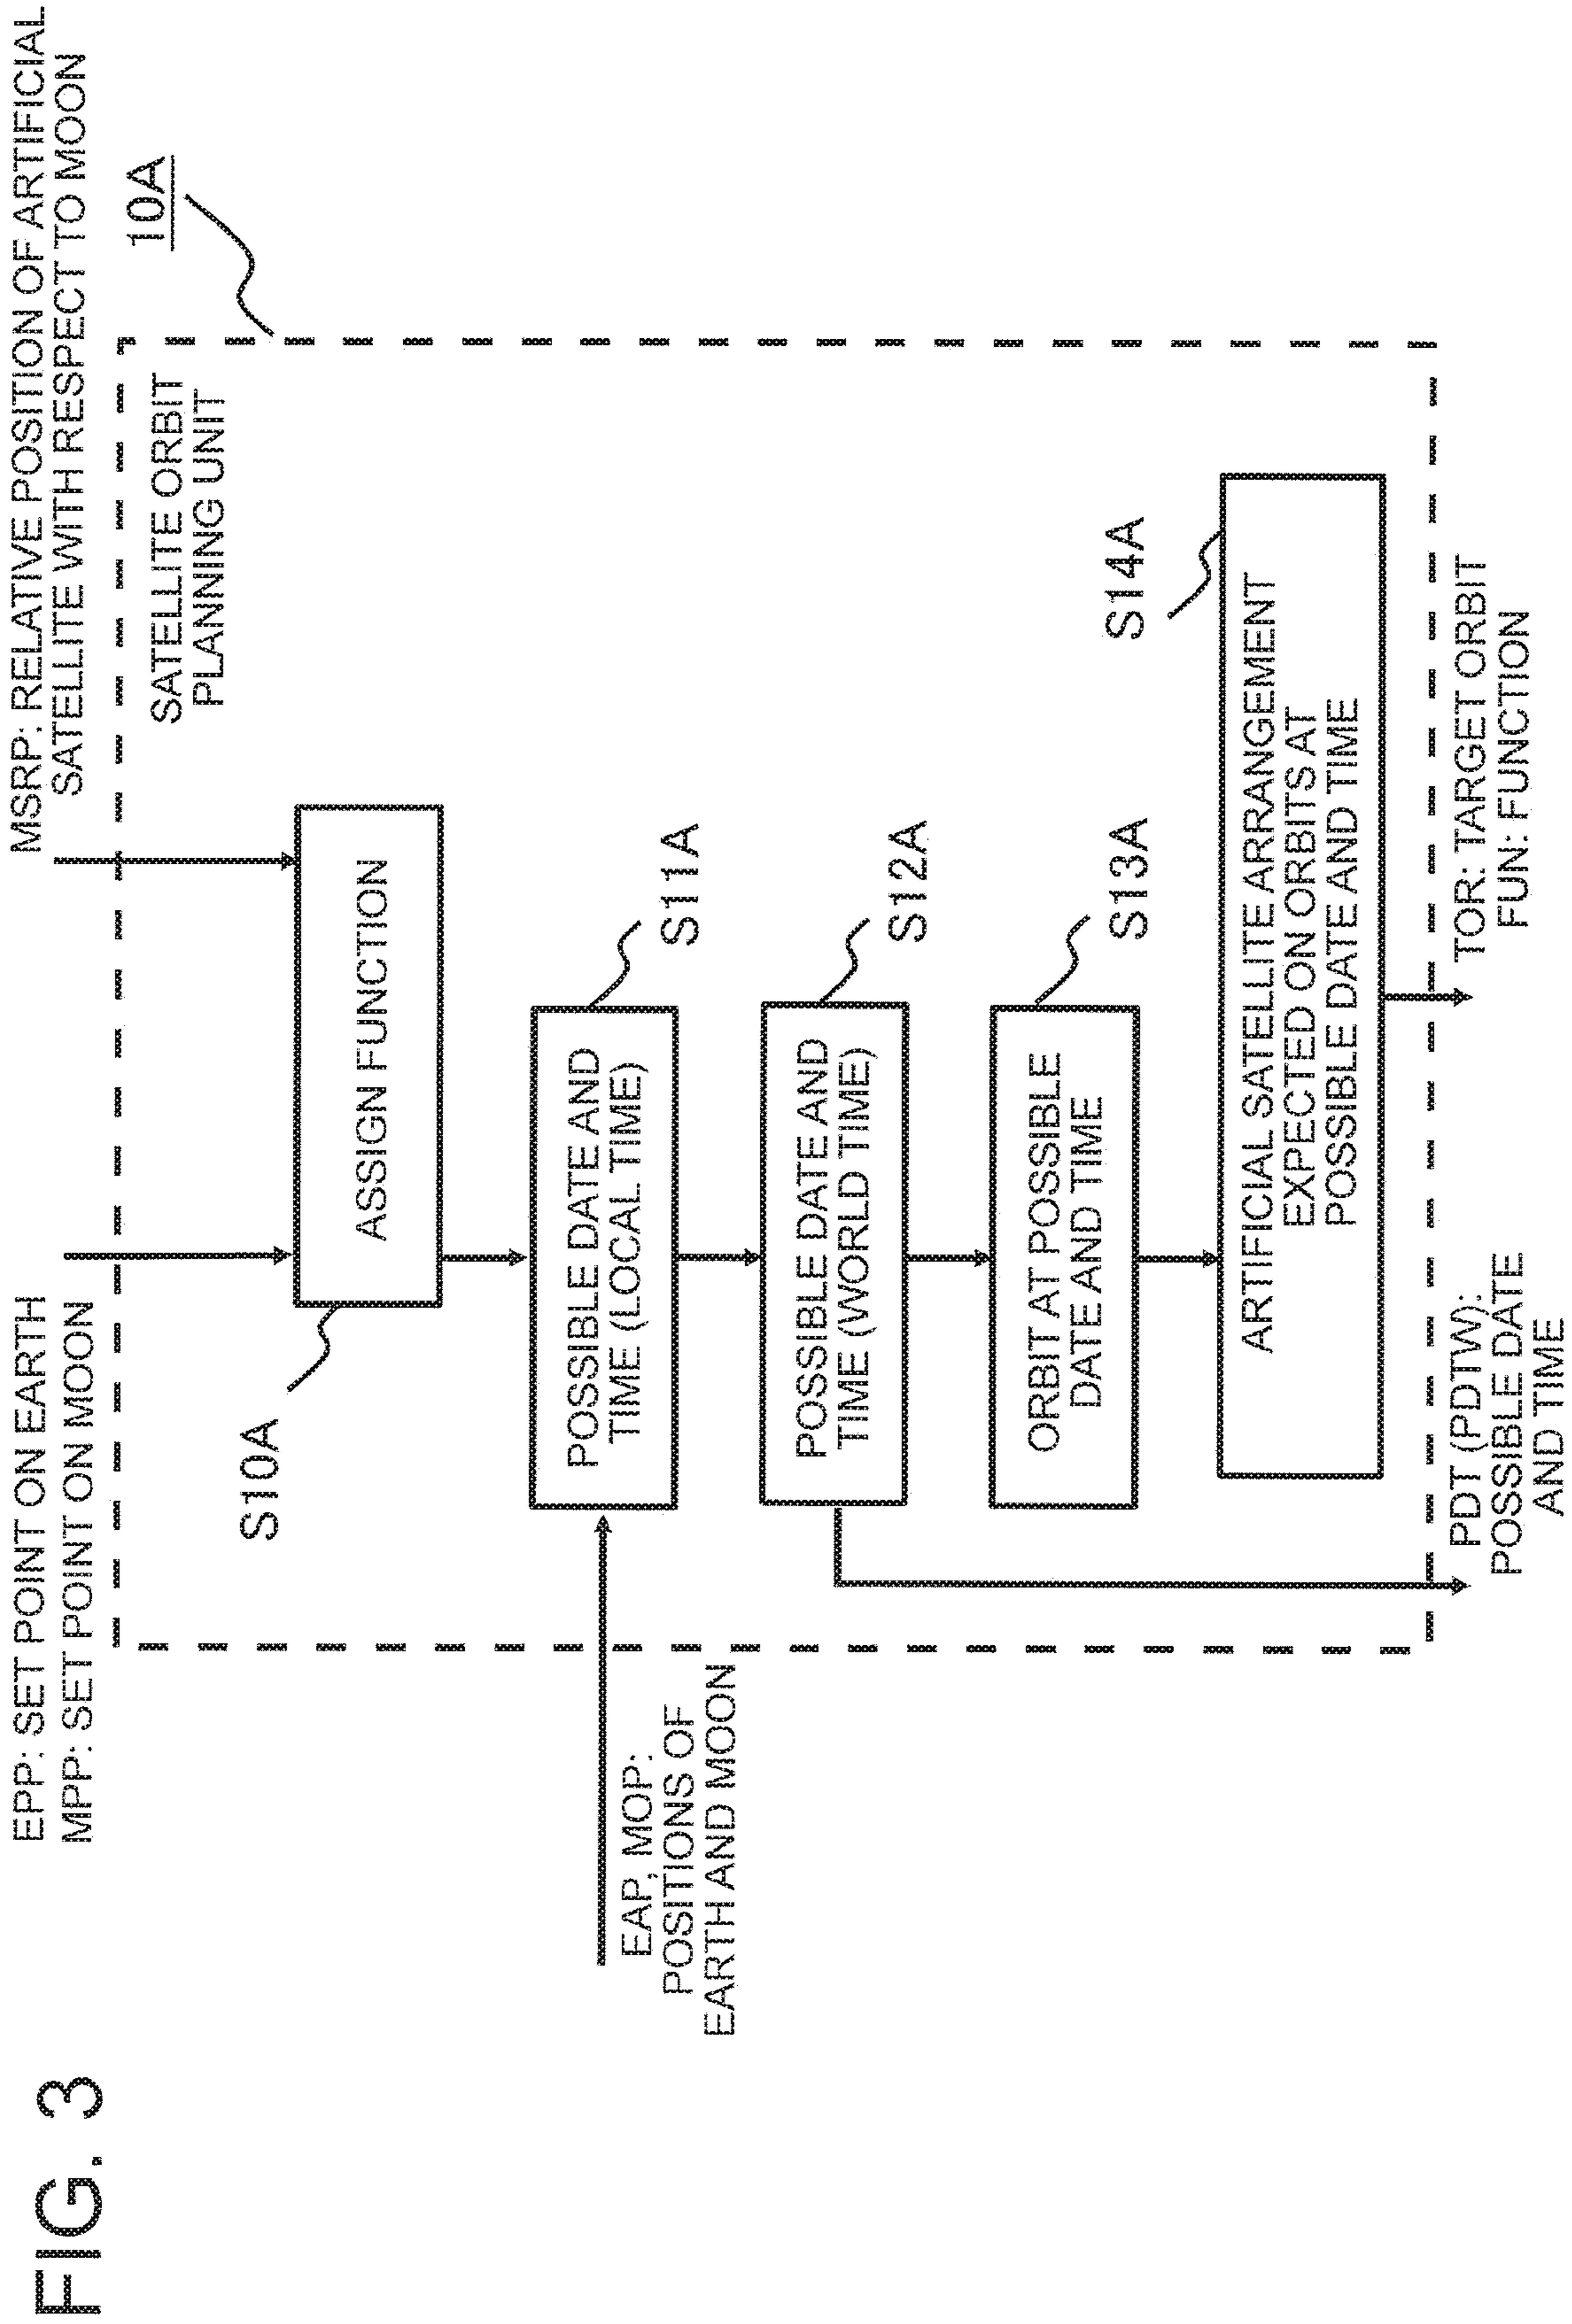 FIG. 3
EPP: SET POINT ON EARTH
MPP: SET POINT ON MOON
MSRP: RELATIVE POSITION OF ARTIFICIAL
SATELLITE WITH RESPECT TO MOON
10A
SATELLITE ORBIT
PLANNING UNIT
S10A
ASSIGN FUNCTION
EAP, MOP:
POSITIONS OF
EARTH AND MOON
POSSIBLE DATE AND
TIME (LOCAL TIME)
S11A
POSSIBLE DATE AND
TIME (WORLD TIME)
S12A
ORBIT AT POSSIBLE
DATE AND TIME
S13A
ARTIFICIAL SATELLITE ARRANGEMENT
EXPECTED ON ORBITS AT
POSSIBLE DATE AND TIME
S14A
PDT (PDTW):
POSSIBLE DATE
AND TIME
TOR: TARGET ORBIT
FUN: FUNCTION